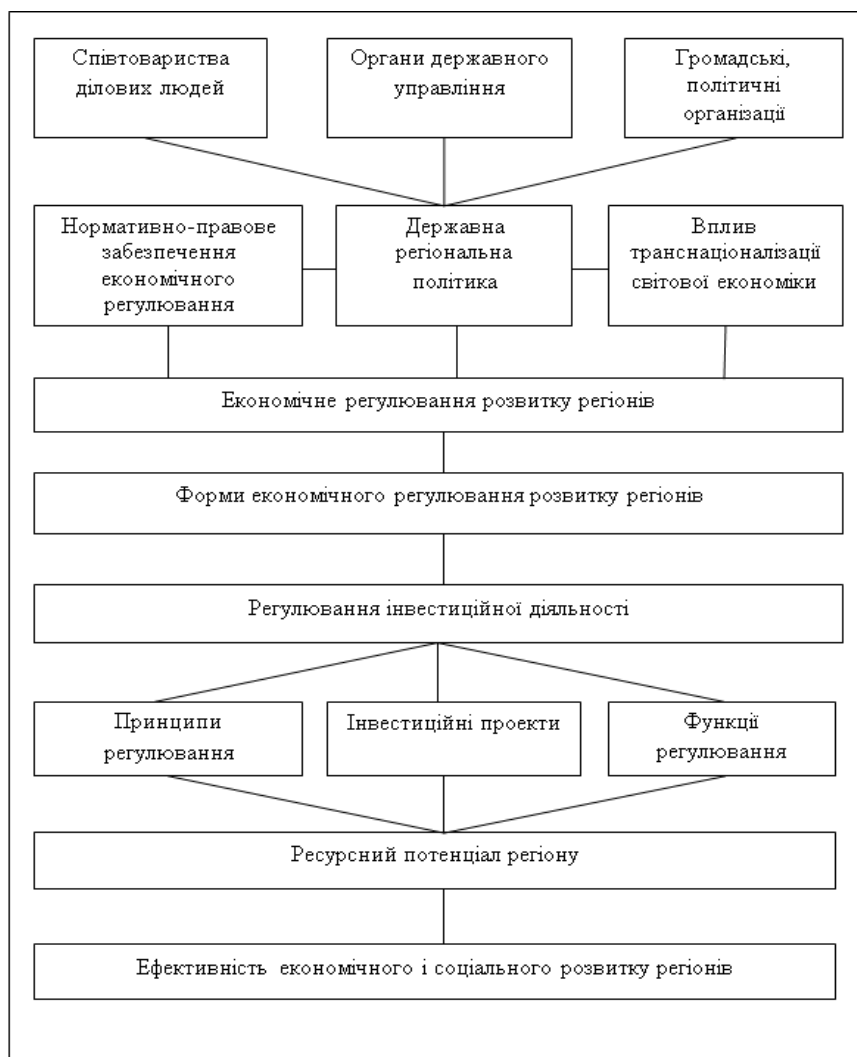 Співтовариства
ділових людей
Органи державного
управління
Громадські,
політичні
організації
Нормативно-правове
забезпечення
економічного
регулювання
Державна
регіональна
політика
Вплив
транснаціоналізації
світової економіки
Економічне регулювання розвитку регіонів
Форми економічного регулювання розвитку регіонів
Регулювання інвестиційної діяльності
Принципи
регулювання
Інвестиційні проекти
Функції
регулювання
Ресурсний потенціал регіону
Ефективність економічного і соціального розвитку регіонів